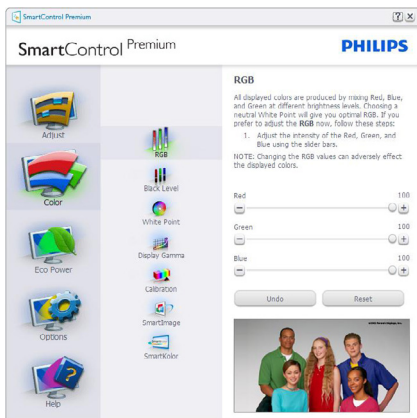 SmartControl Premium
SmartControl Premium
PHILIPS
Adjust
Color
Eco Power
Options
Help
RGB
Black Level
White Point
Display Gamma
Calibration
SmartImage
SmartKolor
RGB
All displayed colors are produced by mixing Red, Blue,
and Green at different brightness levels. Choosing a
neutral White Point will give you optimal RGB. If you
prefer to adjust the RGB now, follow these steps:
1. Adjust the intensity of the Red, Green, and
Blue using the slider bars.
NOTE: Changing the RGB values can adversely effect
the displayed colors.
Red 100
Green 100
Blue 100
Undo Reset